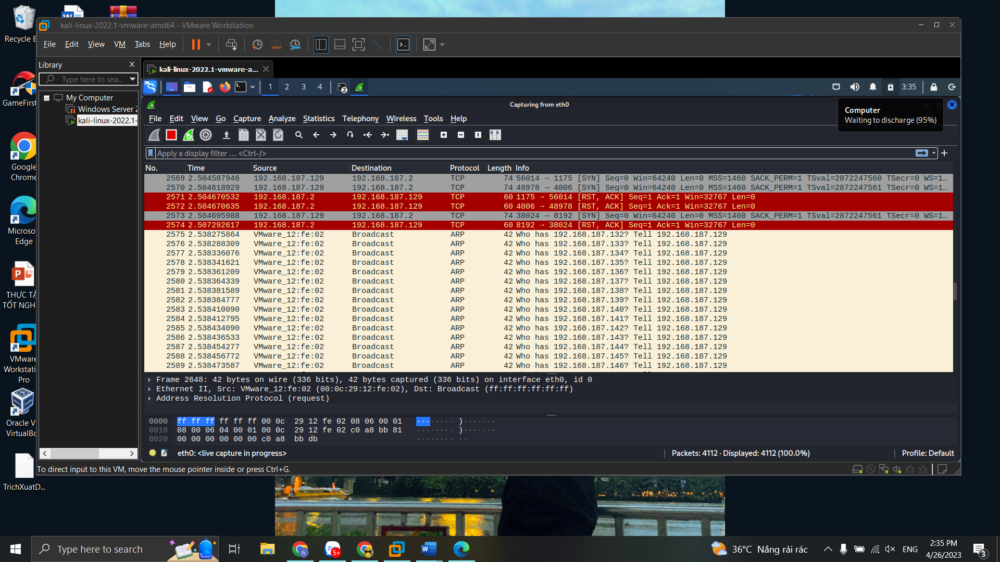 Recycle B
kali-linux-2022.1-vmware-amd64 - VMware Workstation
File Edit View VM Tabs Help
Library
Type here to sea...
My Computer
Windows Server 2
kali-linux-2022.1-
kali-linux-2022.1-vmware-a...
1 2 3 4
2
3:35
Capturing from eth0
Computer
Waiting to discharge (95%)
File Edit View Go Capture Analyze Statistics Telephony Wireless Tools Help
Apply a display filter … <Ctrl-/>
No. Time Source Destination Protocol Length Info
2569 2.504587946 192.168.187.129 192.168.187.2 TCP 74 56014 → 1175 [SYN] Seq=0 Win=64240 Len=0 MSS=1460 SACK_PERM=1 TSval=2872247560 TSecr=0 WS=1…
2570 2.504618929 192.168.187.129 192.168.187.2 TCP 74 48978 → 4006 [SYN] Seq=0 Win=64240 Len=0 MSS=1460 SACK_PERM=1 TSval=2872247561 TSecr=0 WS=1…
2571 2.504670532 192.168.187.2 192.168.187.129 TCP 60 1175 → 56014 [RST, ACK] Seq=1 Ack=1 Win=32767 Len=0
2572 2.504670635 192.168.187.2 192.168.187.129 TCP 60 4006 → 48978 [RST, ACK] Seq=1 Ack=1 Win=32767 Len=0
2573 2.504695988 192.168.187.129 192.168.187.2 TCP 74 38024 → 8192 [SYN] Seq=0 Win=64240 Len=0 MSS=1460 SACK_PERM=1 TSval=2872247561 TSecr=0 WS=1…
2574 2.507292617 192.168.187.2 192.168.187.129 TCP 60 8192 → 38024 [RST, ACK] Seq=1 Ack=1 Win=32767 Len=0
2575 2.538275864 VMware_12:fe:02 Broadcast ARP 42 Who has 192.168.187.132? Tell 192.168.187.129
2576 2.538288309 VMware_12:fe:02 Broadcast ARP 42 Who has 192.168.187.133? Tell 192.168.187.129
2577 2.538336076 VMware_12:fe:02 Broadcast ARP 42 Who has 192.168.187.134? Tell 192.168.187.129
2578 2.538341621 VMware_12:fe:02 Broadcast ARP 42 Who has 192.168.187.135? Tell 192.168.187.129
2579 2.538361209 VMware_12:fe:02 Broadcast ARP 42 Who has 192.168.187.136? Tell 192.168.187.129
2580 2.538364339 VMware_12:fe:02 Broadcast ARP 42 Who has 192.168.187.137? Tell 192.168.187.129
2581 2.538381589 VMware_12:fe:02 Broadcast ARP 42 Who has 192.168.187.138? Tell 192.168.187.129
2582 2.538384777 VMware_12:fe:02 Broadcast ARP 42 Who has 192.168.187.139? Tell 192.168.187.129
2583 2.538410090 VMware_12:fe:02 Broadcast ARP 42 Who has 192.168.187.140? Tell 192.168.187.129
2584 2.538412795 VMware_12:fe:02 Broadcast ARP 42 Who has 192.168.187.141? Tell 192.168.187.129
2585 2.538434090 VMware_12:fe:02 Broadcast ARP 42 Who has 192.168.187.142? Tell 192.168.187.129
2586 2.538436533 VMware_12:fe:02 Broadcast ARP 42 Who has 192.168.187.143? Tell 192.168.187.129
2587 2.538454277 VMware_12:fe:02 Broadcast ARP 42 Who has 192.168.187.144? Tell 192.168.187.129
2588 2.538456772 VMware_12:fe:02 Broadcast ARP 42 Who has 192.168.187.145? Tell 192.168.187.129
2589 2.538473587 VMware_12:fe:02 Broadcast ARP 42 Who has 192.168.187.146? Tell 192.168.187.129
Frame 2648: 42 bytes on wire (336 bits), 42 bytes captured (336 bits) on interface eth0, id 0
Ethernet II, Src: VMware_12:fe:02 (00:0c:29:12:fe:02), Dst: Broadcast (ff:ff:ff:ff:ff:ff)
Address Resolution Protocol (request)
0000 ff ff ff ff ff ff 00 0c 29 12 fe 02 08 06 00 01 ········ )·······
0010 08 00 06 04 00 01 00 0c 29 12 fe 02 c0 a8 bb 81 ········ )·······
0020 00 00 00 00 00 00 c0 a8 bb db ········ ··
eth0: <live capture in progress>
Packets: 4112 · Displayed: 4112 (100.0%)
Profile: Default
To direct input to this VM, move the mouse pointer inside or press Ctrl+G.
GameFirst
Google
Chrome
Microso
Edge
THỰC TẬ
TỐT NGH
VMware
Workstati
Pro
Oracle V
VirtualBo
TrichXuatD...
Type here to search
5+
36°C Nắng rải rác
ENG
2:35 PM
4/26/2023
3